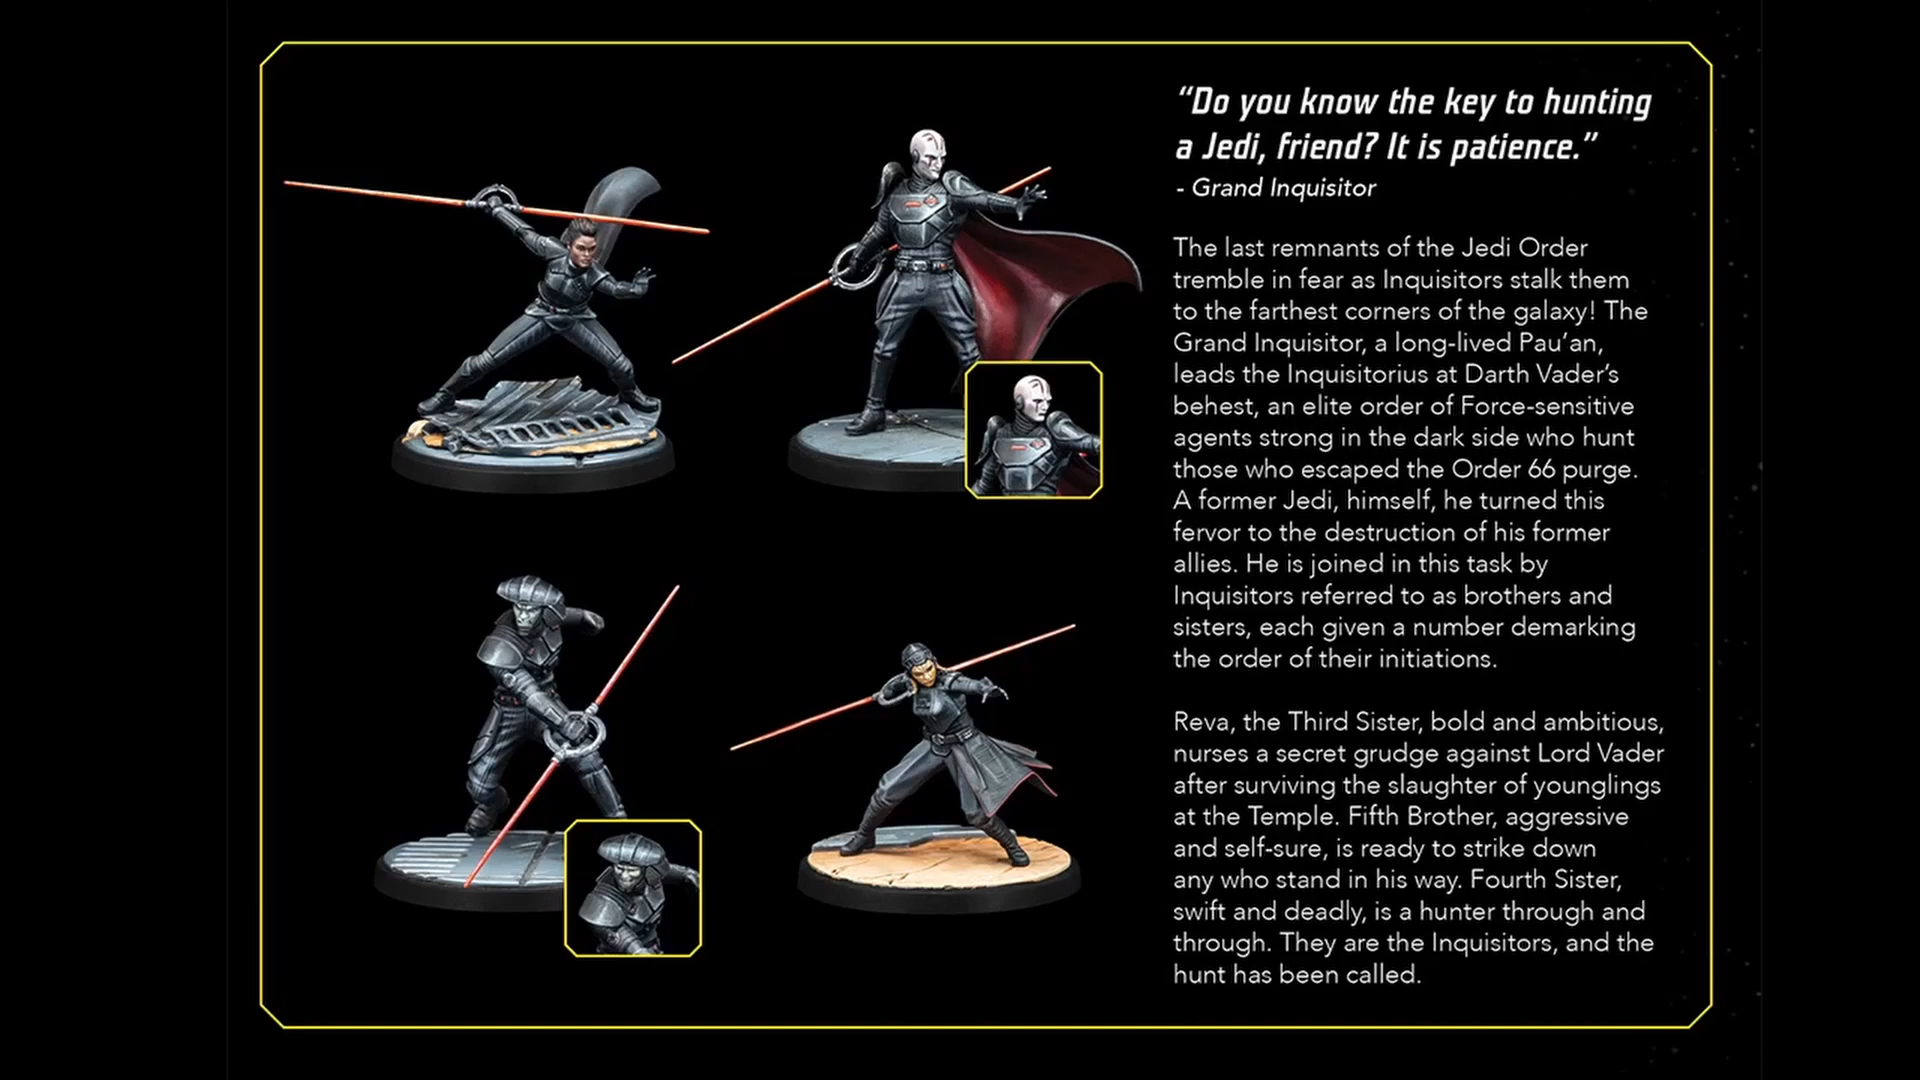 “Do you know the key to hunting
a Jedi, friend? It is patience.”
- Grand Inquisitor
The last remnants of the Jedi Order
tremble in fear as Inquisitors stalk them
to the farthest corners of the galaxy! The
Grand Inquisitor, a long-lived Pau’an,
leads the Inquisitorius at Darth Vader’s
behest, an elite order of Force-sensitive
agents strong in the dark side who hunt
those who escaped the Order 66 purge.
A former Jedi, himself, he turned this
fervor to the destruction of his former
allies. He is joined in this task by
Inquisitors referred to as brothers and
sisters, each given a number demarking
the order of their initiations.
Reva, the Third Sister, bold and ambitious,
nurses a secret grudge against Lord Vader
after surviving the slaughter of younglings
at the Temple. Fifth Brother, aggressive
and self-sure, is ready to strike down
any who stand in his way. Fourth Sister,
swift and deadly, is a hunter through and
through. They are the Inquisitors, and the
hunt has been called.